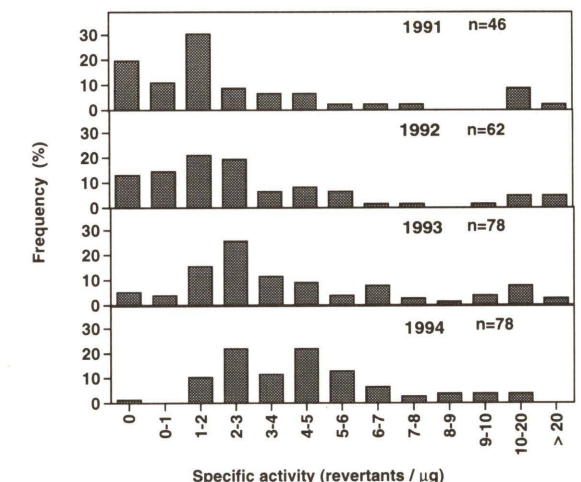 1991 n=46
30
20
10
0
1992 n=62
30
20
10
0
Frequency (%)
1993 n=78
30
20
10
0
1994 n=78
30
20
10
0
0 0-1 1-2 2-3 3-4 4-5 5-6 6-7 7-8 8-9 9-10 10-20 > 20
Specific activity (revertants / µg)